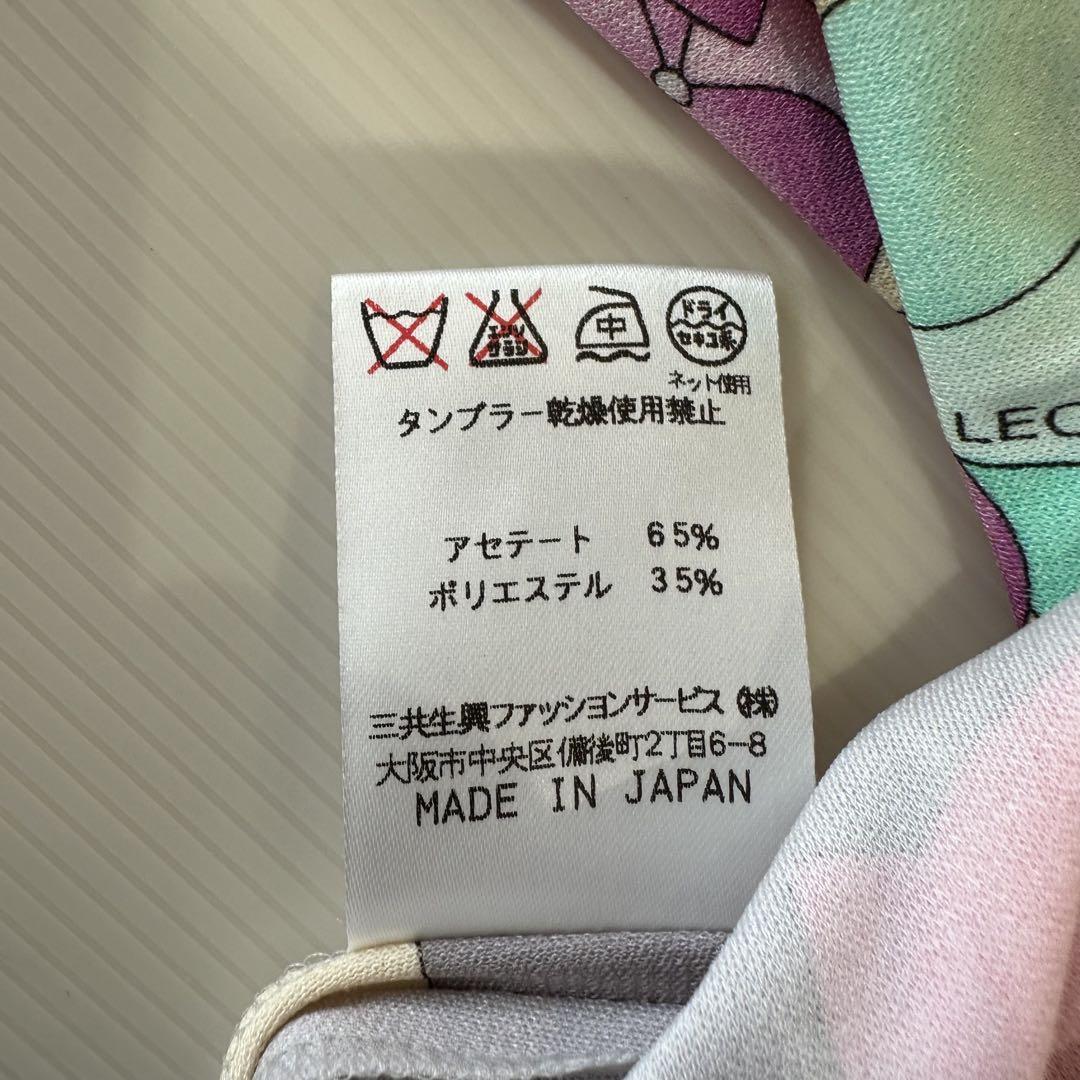 エンソ
サラシ
中
ドライ
セキユ系
ネット使用
タンブラー乾燥使用禁止
アセテート 65%
ポリエステル 35%
三共生興ファッションサービス㈱
大阪市中央区備後町2丁目6-8
MADE IN JAPAN
LEO